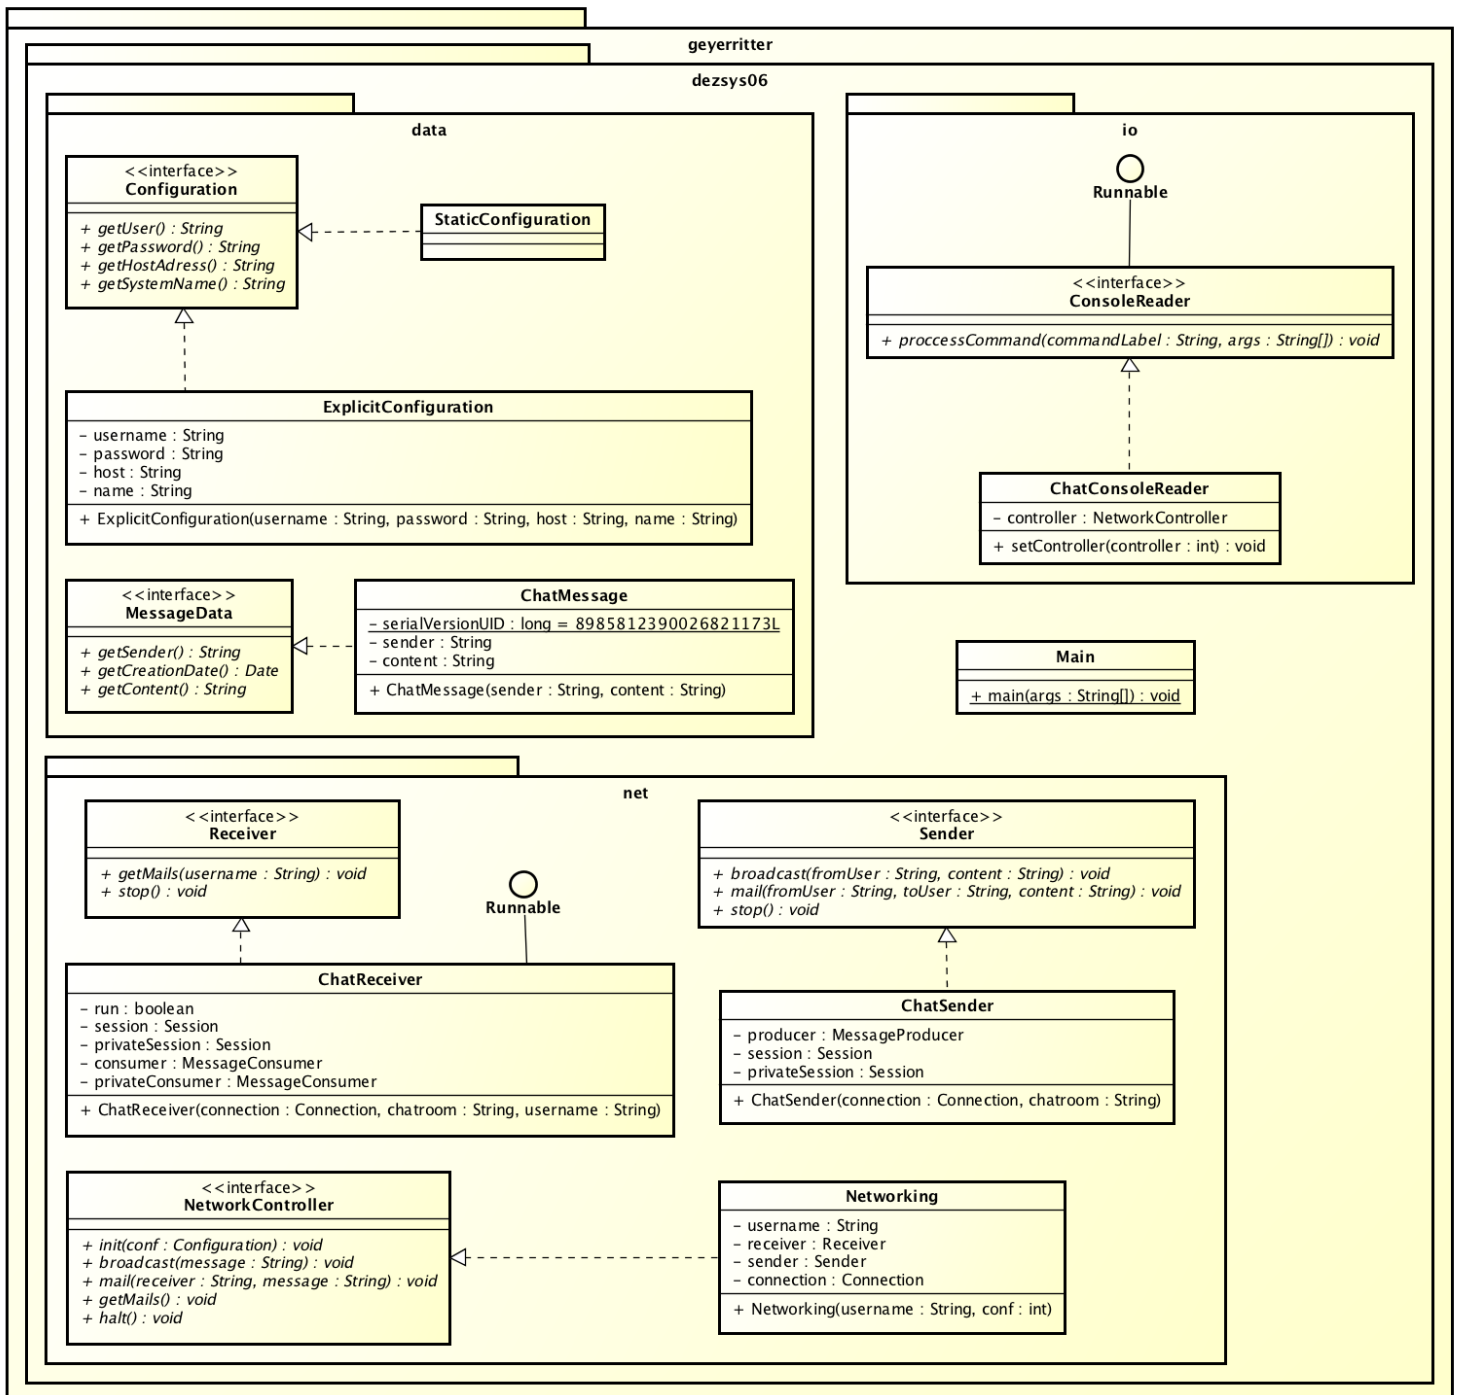 geyerritter
dezsys06
data
<<interface>>
Configuration
+ getUser() : String
+ getPassword() : String
+ getHostAdress() : String
+ getSystemName() : String
StaticConfiguration
ExplicitConfiguration
- username : String
- password : String
- host : String
- name : String
+ ExplicitConfiguration(username : String, password : String, host : String, name : String)
<<interface>>
MessageData
+ getSender() : String
+ getCreationDate() : Date
+ getContent() : String
ChatMessage
- serialVersionUID : long = 8985812390026821173L
- sender : String
- content : String
+ ChatMessage(sender : String, content : String)
io
Runnable
<<interface>>
ConsoleReader
+ proccessCommand(commandLabel : String, args : String[]) : void
ChatConsoleReader
- controller : NetworkController
+ setController(controller : int) : void
Main
+ main(args : String[]) : void
net
<<interface>>
Receiver
+ getMails(username : String) : void
+ stop() : void
Runnable
<<interface>>
Sender
+ broadcast(fromUser : String, content : String) : void
+ mail(fromUser : String, toUser : String, content : String) : void
+ stop() : void
ChatReceiver
- run : boolean
- session : Session
- privateSession : Session
- consumer : MessageConsumer
- privateConsumer : MessageConsumer
+ ChatReceiver(connection : Connection, chatroom : String, username : String)
ChatSender
- producer : MessageProducer
- session : Session
- privateSession : Session
+ ChatSender(connection : Connection, chatroom : String)
<<interface>>
NetworkController
+ init(conf : Configuration) : void
+ broadcast(message : String) : void
+ mail(receiver : String, message : String) : void
+ getMails() : void
+ halt() : void
Networking
- username : String
- receiver : Receiver
- sender : Sender
- connection : Connection
+ Networking(username : String, conf : int)